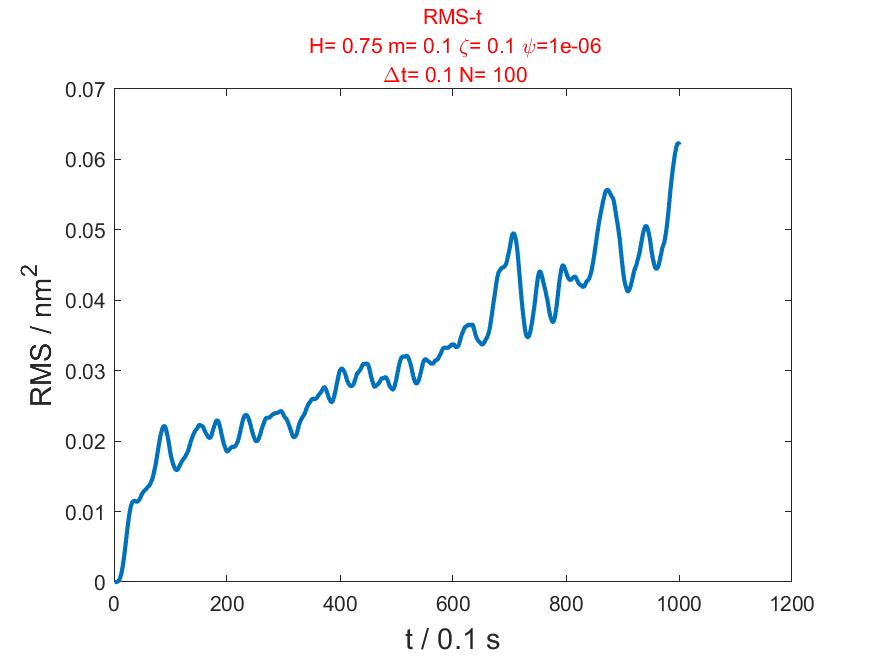 RMS-t
H= 0.75 m= 0.1 ζ= 0.1 ψ=1e-06
Δt= 0.1 N= 100
0.07
0.06
0.05
0.04
0.03
0.02
0.01
0
RMS / nm²
0 200 400 600 800 1000 1200
t / 0.1 s